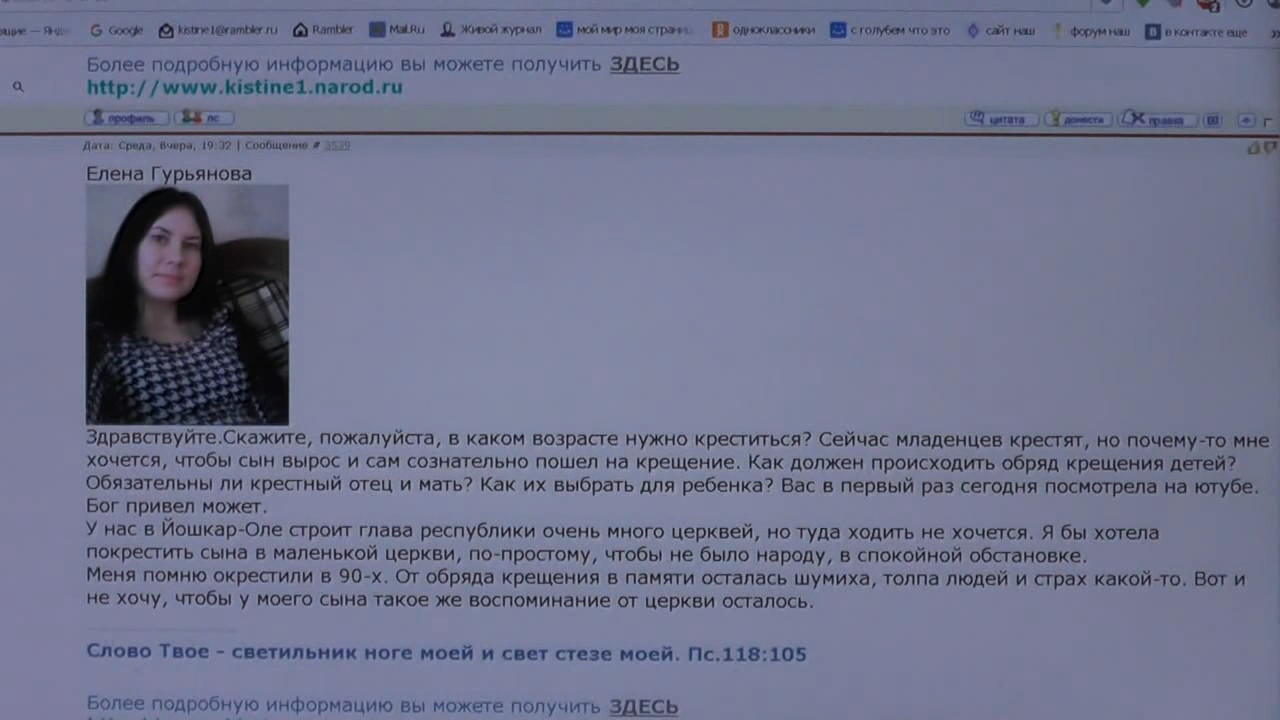 Google kistine1@rambler.ru Rambler Mail.Ru Живой журнал мой мир моя страни одноклассники с голубем что это сайт наш форум наш в контакте еще »
Более подробную информацию вы можете получить ЗДЕСЬ
http://www.kistine1.narod.ru
профиль лс цитата донести правка
Дата: Среда, Вчера, 19:32 | Сообщение # 3539
Елена Гурьянова
Здравствуйте.Скажите, пожалуйста, в каком возрасте нужно креститься? Сейчас младенцев крестят, но почему-то мне
хочется, чтобы сын вырос и сам сознательно пошел на крещение. Как должен происходить обряд крещения детей?
Обязательны ли крестный отец и мать? Как их выбрать для ребенка? Вас в первый раз сегодня посмотрела на ютубе.
Бог привел может.
У нас в Йошкар-Оле строит глава республики очень много церквей, но туда ходить не хочется. Я бы хотела
покрестить сына в маленькой церкви, по-простому, чтобы не было народу, в спокойной обстановке.
Меня помню окрестили в 90-х. От обряда крещения в памяти осталась шумиха, толпа людей и страх какой-то. Вот и
не хочу, чтобы у моего сына такое же воспоминание от церкви осталось.
Слово Твое - светильник ноге моей и свет стезе моей. Пс.118:105
Более подробную информацию вы можете получить ЗДЕСЬ